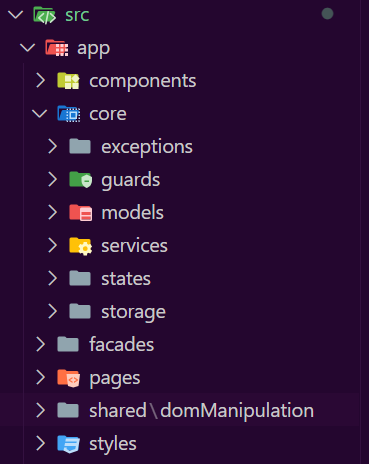 src
app
components
core
exceptions
guards
models
services
states
storage
facades
pages
shared\domManipulation
styles